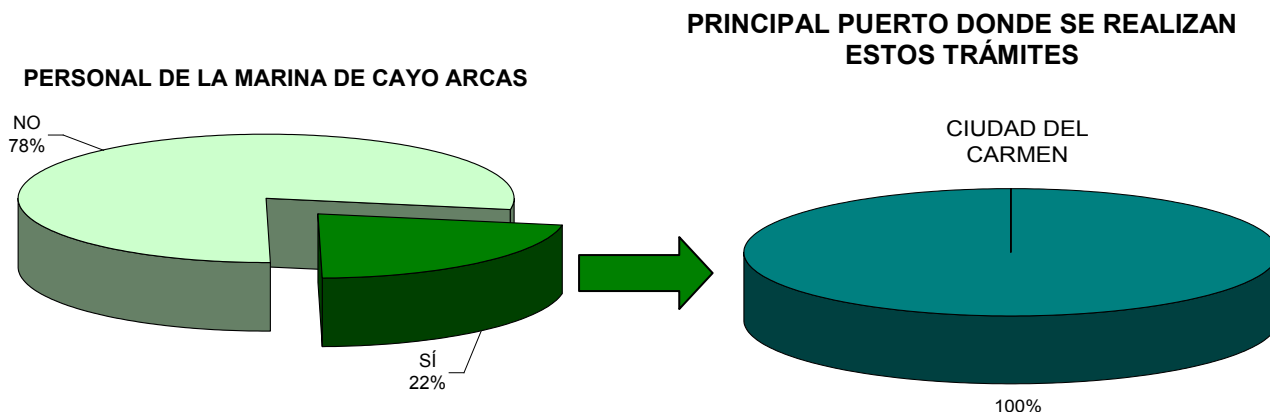 PERSONAL DE LA MARINA DE CAYO ARCAS
NO
78%
SÍ
22%
PRINCIPAL PUERTO DONDE SE REALIZAN
ESTOS TRÁMITES
CIUDAD DEL
CARMEN
100%